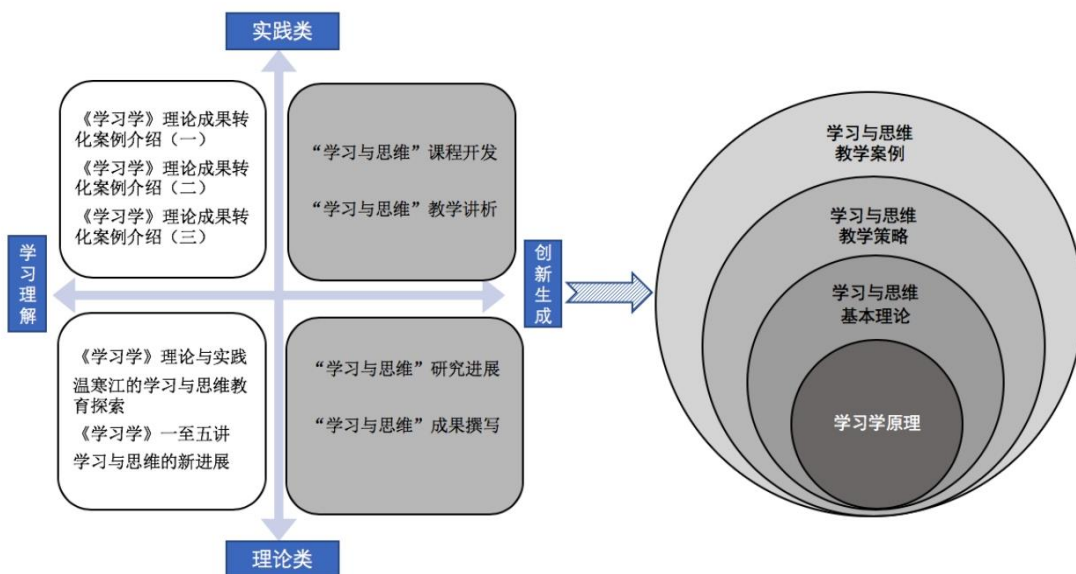 实践类
《学习学》理论成果转
化案例介绍（一）
《学习学》理论成果转
化案例介绍（二）
《学习学》理论成果转
化案例介绍（三）
“学习与思维”课程开发
“学习与思维”教学讲析
学习理解
创新生成
《学习学》理论与实践
温寒江的学习与思维教
育探索
《学习学》一至五讲
学习与思维的新进展
“学习与思维”研究进展
“学习与思维”成果撰写
理论类
学习与思维
教学案例
学习与思维
教学策略
学习与思维
基本理论
学习学原理